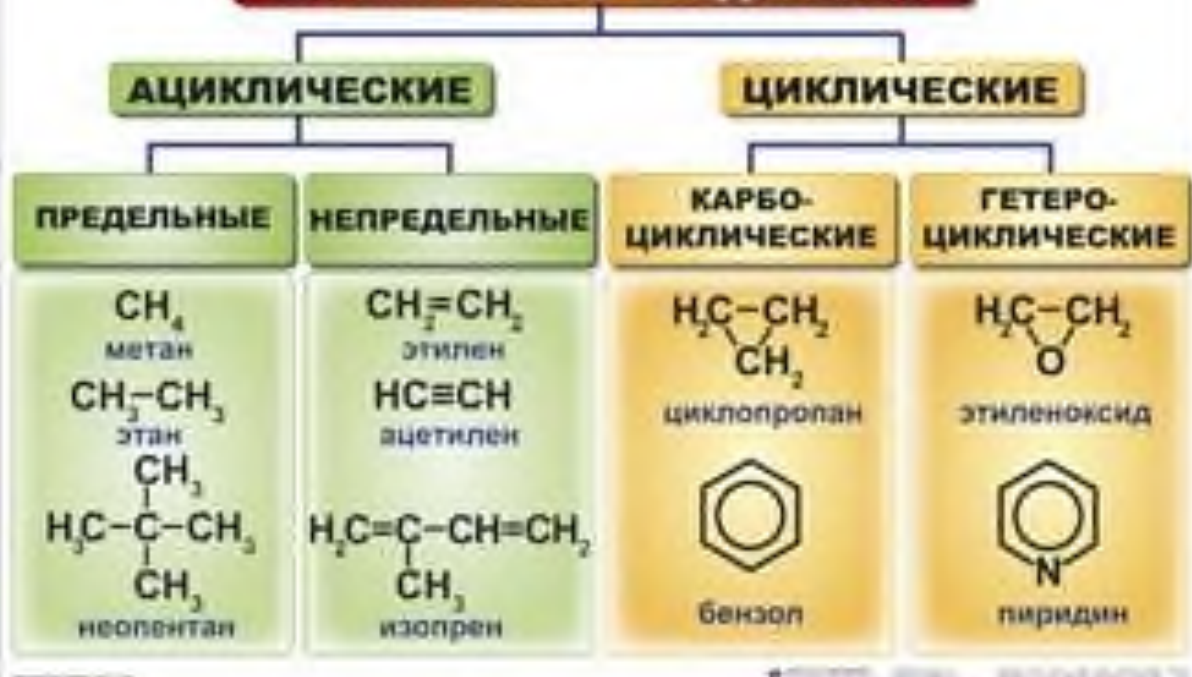 АЦИКЛИЧЕСКИЕ
ЦИКЛИЧЕСКИЕ
ПРЕДЕЛЬНЫЕ
НЕПРЕДЕЛЬНЫЕ
КАРБО-
ЦИКЛИЧЕСКИЕ
ГЕТЕРО-
ЦИКЛИЧЕСКИЕ
CH₄
метан
CH₃–CH₃
этан
CH₃
H₃C–C–CH₃
CH₃
неопентан
CH₂=CH₂
этилен
HC≡CH
ацетилен
H₂C=C–CH=CH₂
CH₃
изопрен
H₂C–CH₂
CH₂
циклопропан
бензол
H₂C–CH₂
O
этиленоксид
N
пиридин